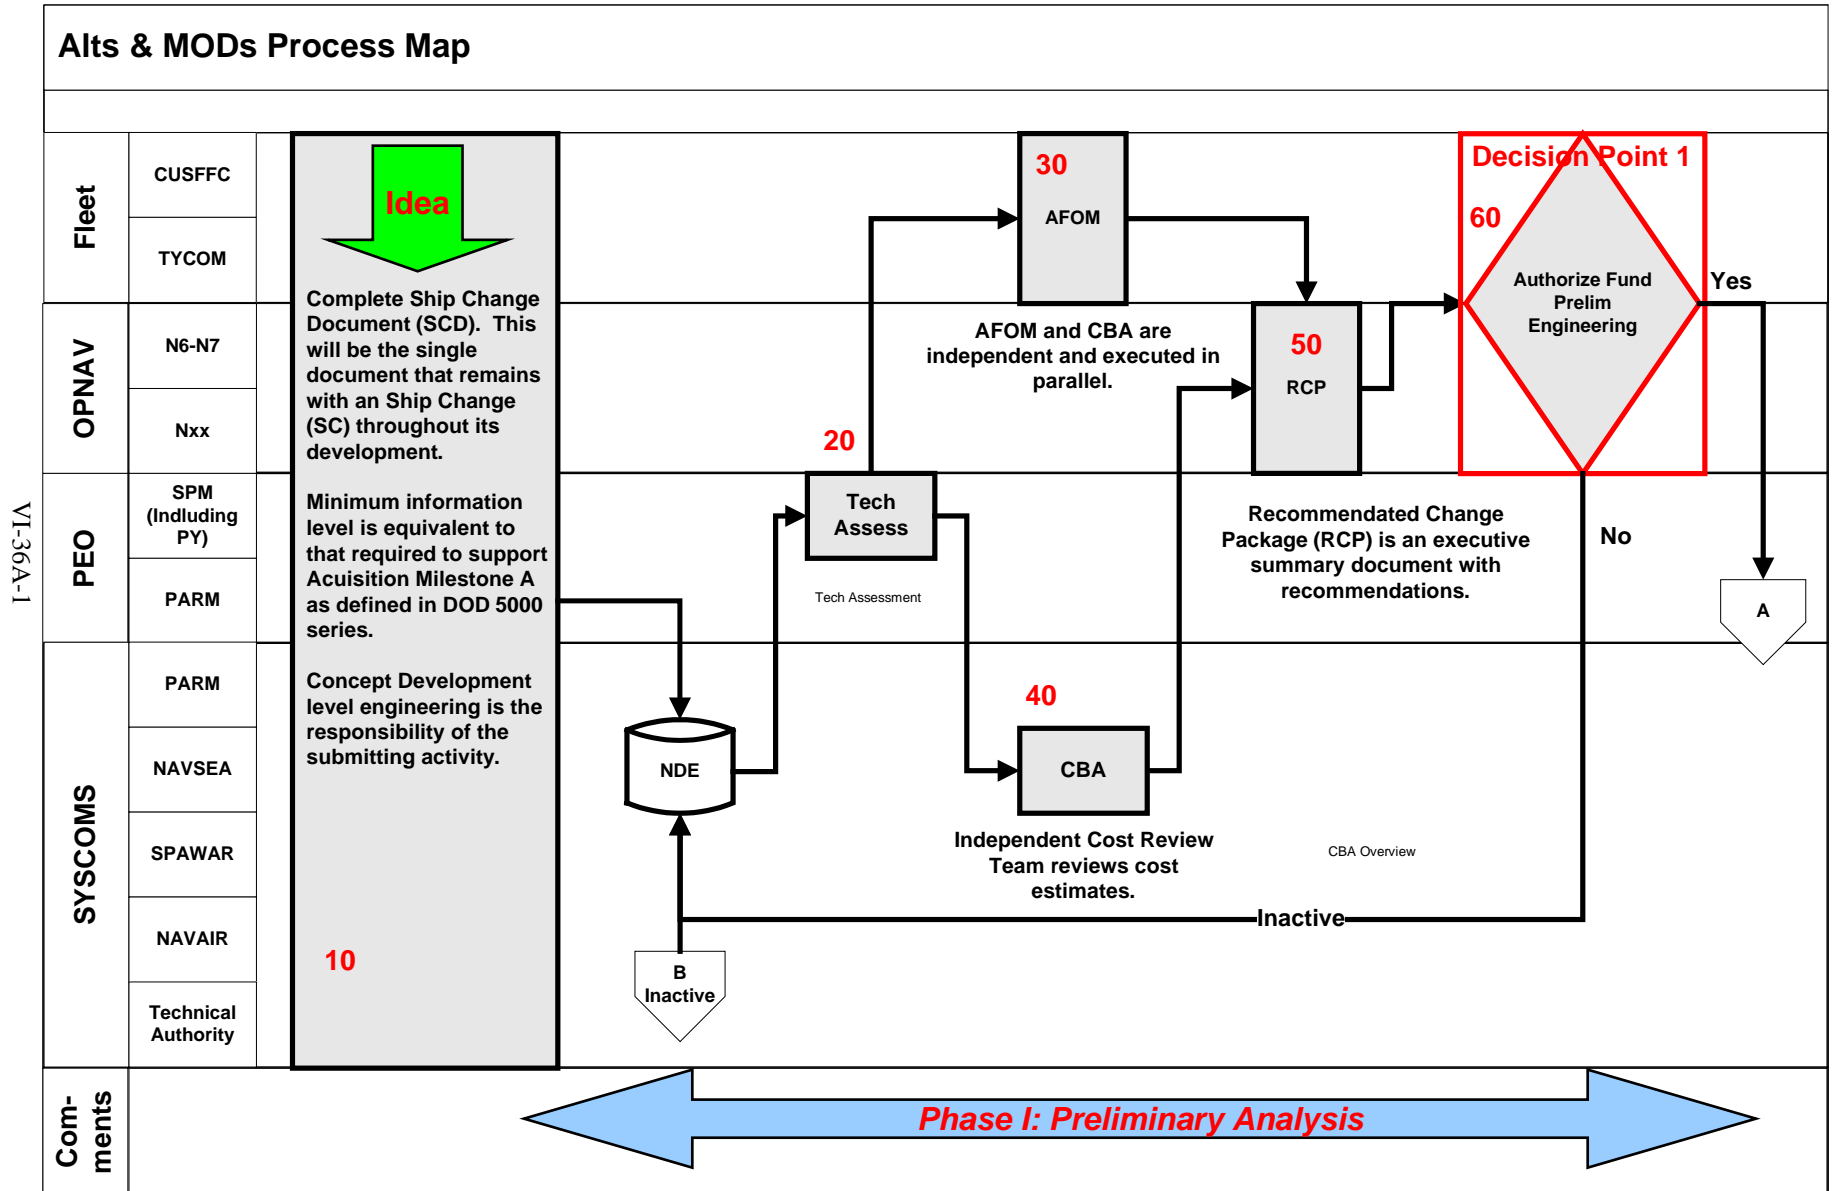 Alts & MODs Process Map
Fleet
CUSFFC
TYCOM
OPNAV
N6-N7
Nxx
PEO
SPM
(Indluding
PY)
PARM
SYSCOMS
PARM
NAVSEA
SPAWAR
NAVAIR
Technical
Authority
Com-
ments
VI-36A-1
Idea
Complete Ship Change
Document (SCD).  This
will be the single
document that remains
with an Ship Change
(SC) throughout its
development.
Minimum information
level is equivalent to
that required to support
Acuisition Milestone A
as defined in DOD 5000
series.
Concept Development
level engineering is the
responsibility of the
submitting activity.
10
NDE
B
Inactive
20
Tech
Assess
Tech Assessment
30
AFOM
AFOM and CBA are
independent and executed in
parallel.
40
CBA
Independent Cost Review
Team reviews cost
estimates.
CBA Overview
50
RCP
Recommendated Change
Package (RCP) is an executive
summary document with
recommendations.
Decision Point 1
60
Authorize Fund
Prelim
Engineering
Yes
No
A
Inactive
Phase I: Preliminary Analysis